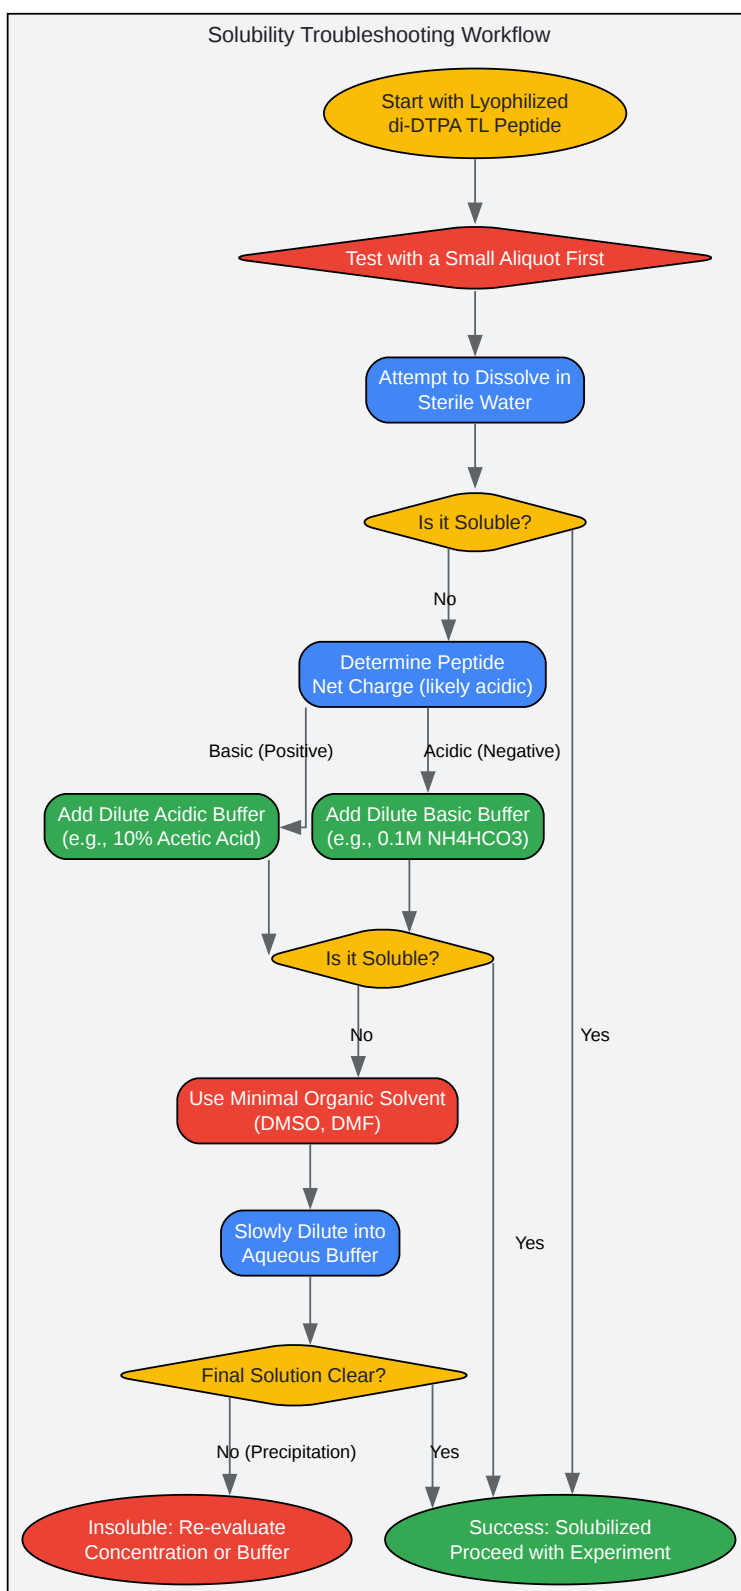 Solubility Troubleshooting Workflow
Start with Lyophilized
di-DTPA TL Peptide
Test with a Small Aliquot First
Attempt to Dissolve in
Sterile Water
Is it Soluble?
No
Determine Peptide
Net Charge (likely acidic)
Basic (Positive)
Acidic (Negative)
Add Dilute Acidic Buffer
(e.g., 10% Acetic Acid)
Add Dilute Basic Buffer
(e.g., 0.1M NH4HCO3)
Is it Soluble?
No
Yes
Use Minimal Organic Solvent
(DMSO, DMF)
Slowly Dilute into
Aqueous Buffer
Yes
Final Solution Clear?
No (Precipitation)
Yes
Insoluble: Re-evaluate
Concentration or Buffer
Success: Solubilized
Proceed with Experiment